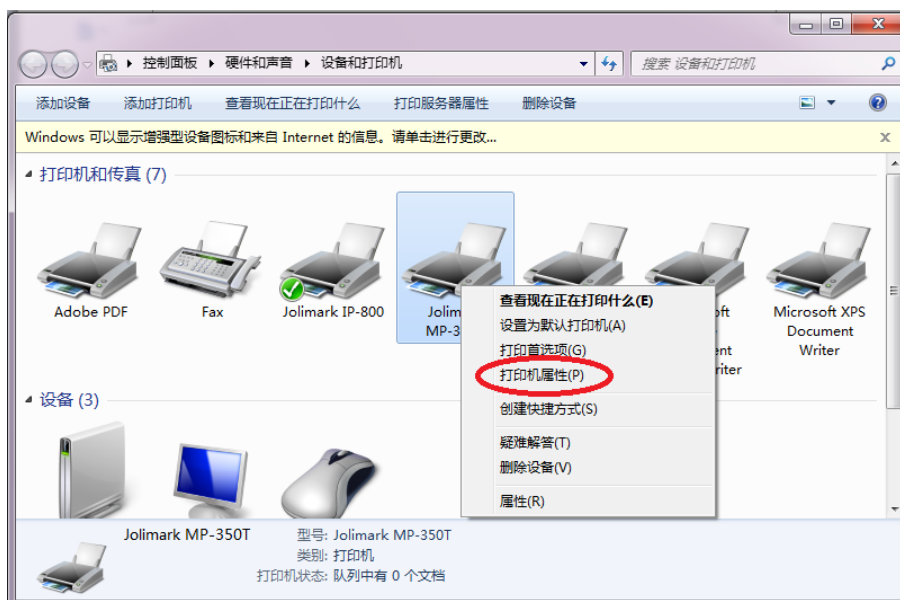 控制面板 ▸ 硬件和声音 ▸ 设备和打印机
搜索 设备和打印机
添加设备 添加打印机 查看现在正在打印什么 打印服务器属性 删除设备
Windows 可以显示增强型设备图标和来自 Internet 的信息。请单击进行更改...
打印机和传真 (7)
Adobe PDF
Fax
Jolimark IP-800
Jolim
MP-3
oft
ent
riter
Microsoft XPS
Document
Writer
查看现在正在打印什么(E)
设置为默认打印机(A)
打印首选项(G)
打印机属性(P)
创建快捷方式(S)
疑难解答(T)
删除设备(V)
属性(R)
设备 (3)
Jolimark MP-350T
型号: Jolimark MP-350T
类别: 打印机
打印机状态: 队列中有 0 个文档